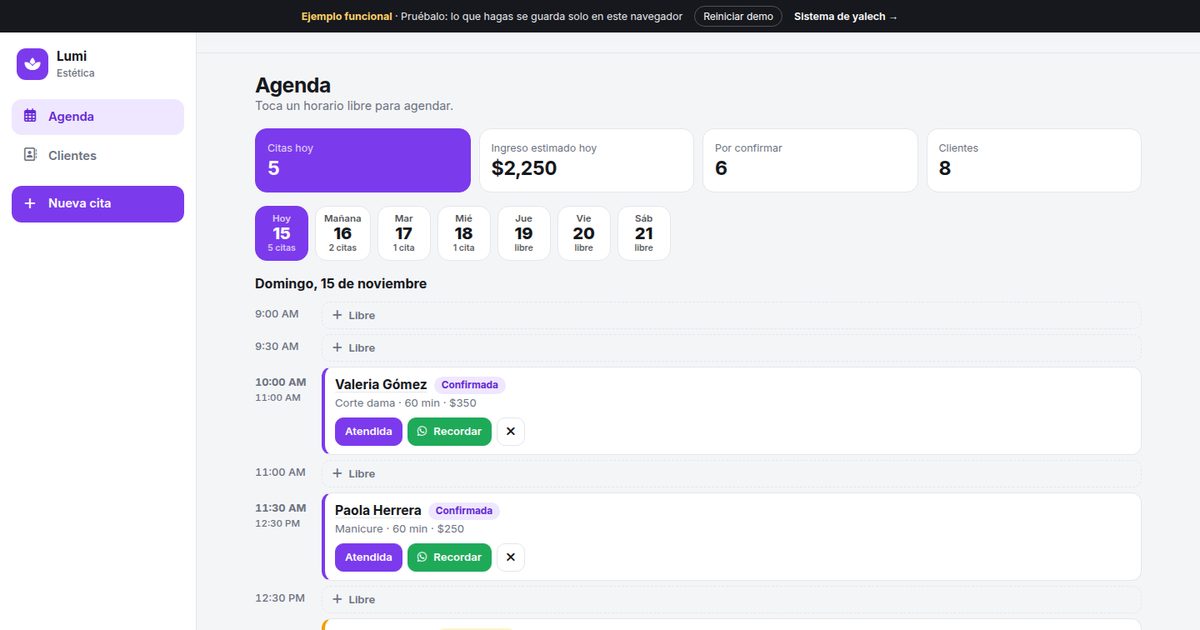 Ejemplo funcional · Pruébalo: lo que hagas se guarda solo en este navegador
Reiniciar demo
Sistema de yalech →
Lumi
Estética
Agenda
Clientes
+ Nueva cita
Agenda
Toca un horario libre para agendar.
Citas hoy
5
Ingreso estimado hoy
$2,250
Por confirmar
6
Clientes
8
Hoy
15
5 citas
Mañana
16
2 citas
Mar
17
1 cita
Mié
18
1 cita
Jue
19
libre
Vie
20
libre
Sáb
21
libre
Domingo, 15 de noviembre
9:00 AM
+ Libre
9:30 AM
+ Libre
10:00 AM
11:00 AM
Valeria Gómez Confirmada
Corte dama · 60 min · $350
Atendida Recordar ✕
11:00 AM
+ Libre
11:30 AM
12:30 PM
Paola Herrera Confirmada
Manicure · 60 min · $250
Atendida Recordar ✕
12:30 PM
+ Libre